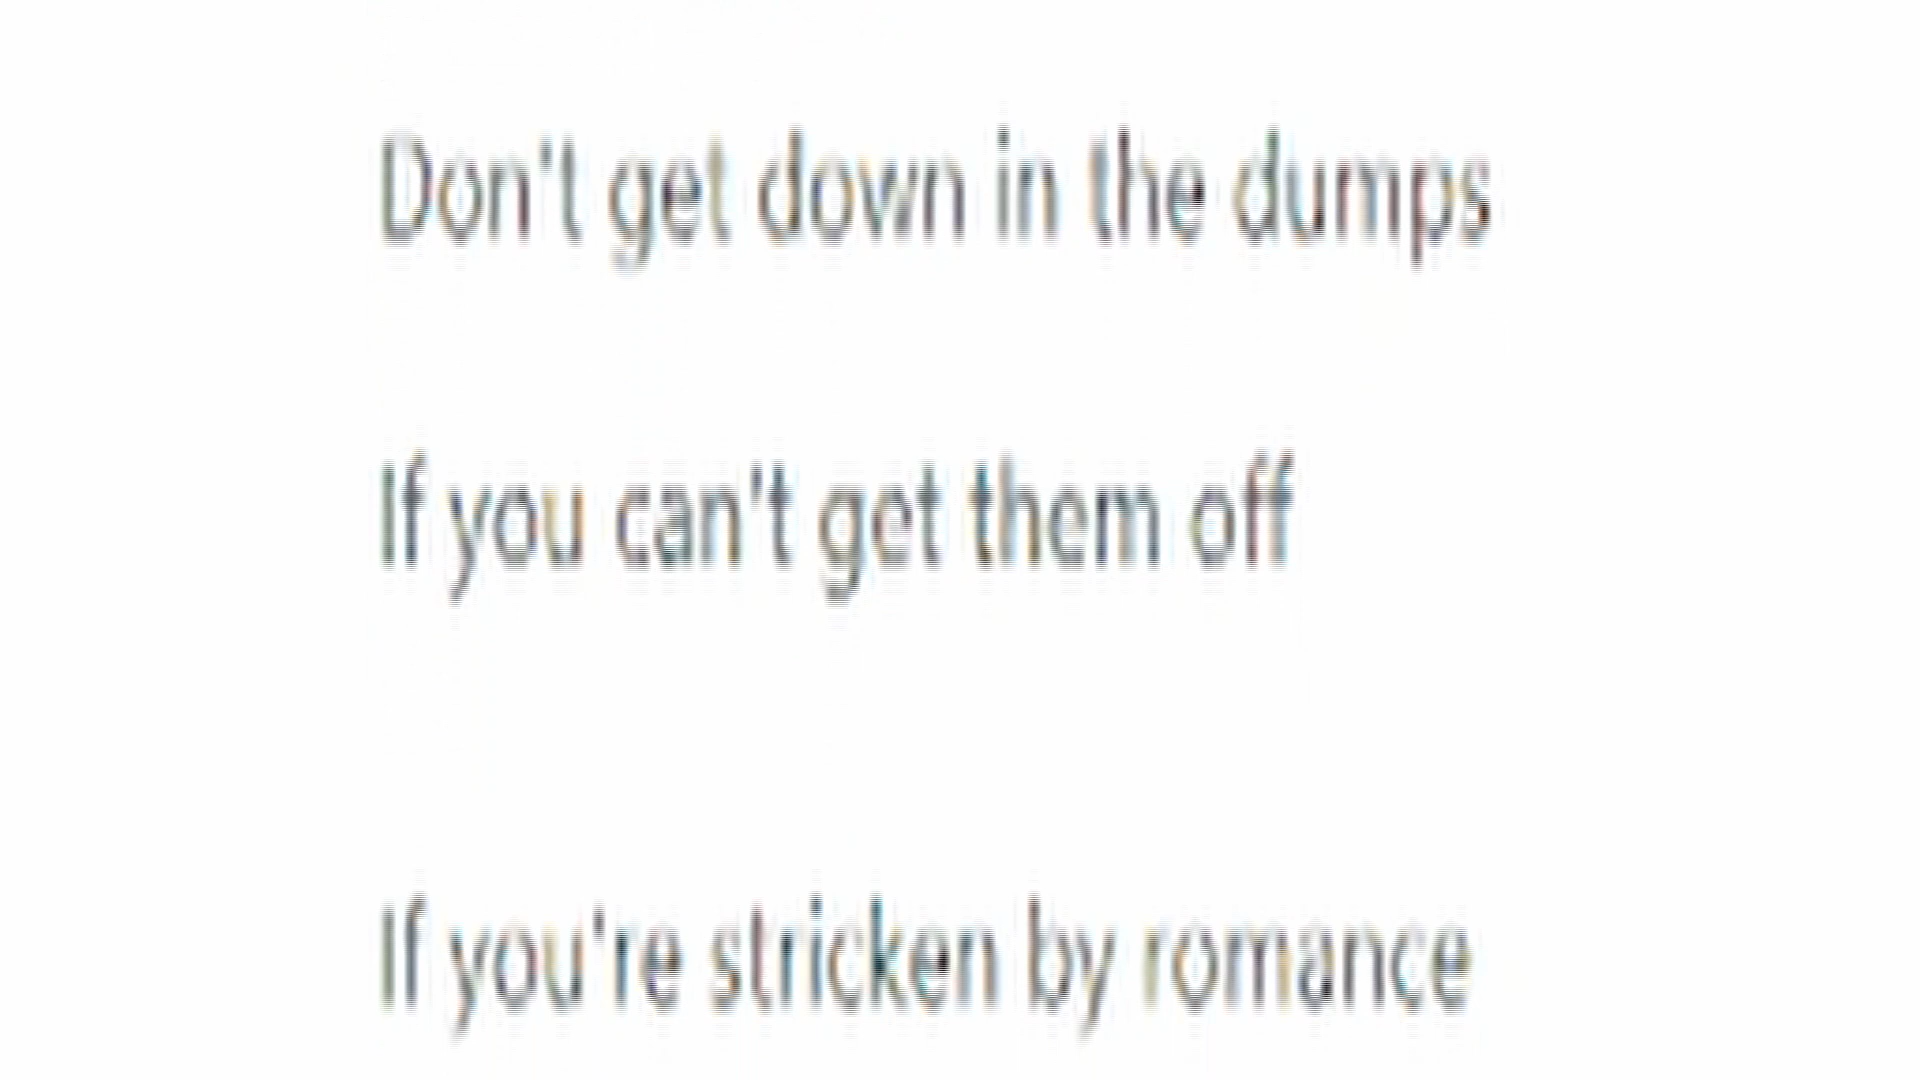 Don't get down in the dumps
If you can't get them off
If you're stricken by romance